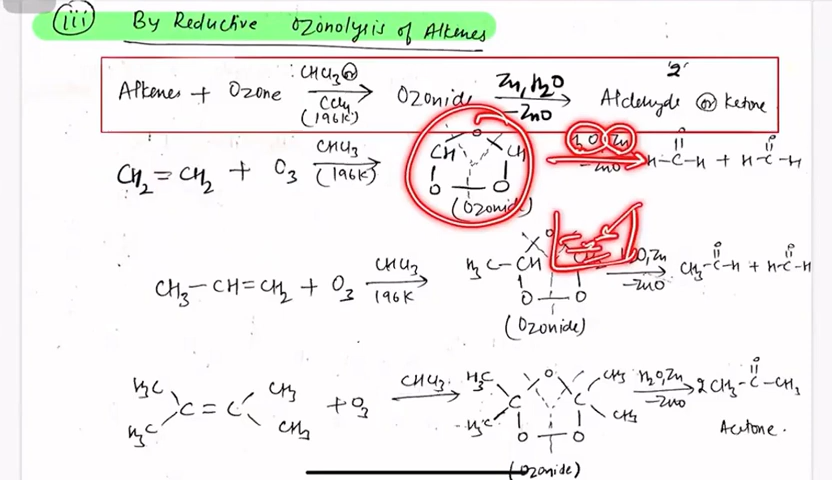 (iii) By Reductive Ozonolysis of Alkenes
Alkenes + Ozone CHCl3 or CCl4 (196K) Ozonide Zn, H2O -ZnO '2' Aldehyde or Ketone
CH2=CH2 + O3 CHCl3 (196K) CH O CH O O (Ozonide) H2O, Zn -ZnO H-C-H O + H-C-H O
CH3-CH=CH2 + O3 CHCl3 196K H3C-CH O O O (Ozonide) H2O, Zn -ZnO CH3-C-H O + H-C-H O
H3C H3C C=C CH3 CH3 + O3 CHCl3 H3C H3C C O C CH3 CH3 O O (Ozonide) H2O, Zn -ZnO 2CH3-C-CH3 O
Acetone.